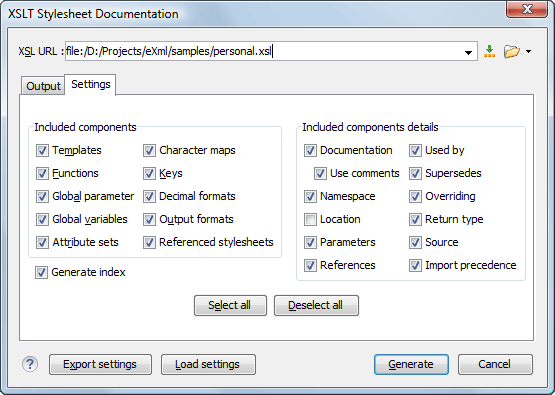 XSLT Stylesheet Documentation
XSL URL : file:/D:/Projects/eXml/samples/personal.xsl
Output Settings
Included components
Templates Character maps
Functions Keys
Global parameter Decimal formats
Global variables Output formats
Attribute sets Referenced stylesheets
Generate index
Included components details
Documentation Used by
Use comments Supersedes
Namespace Overriding
Location Return type
Parameters Source
References Import precedence
Select all Deselect all
? Export settings Load settings Generate Cancel